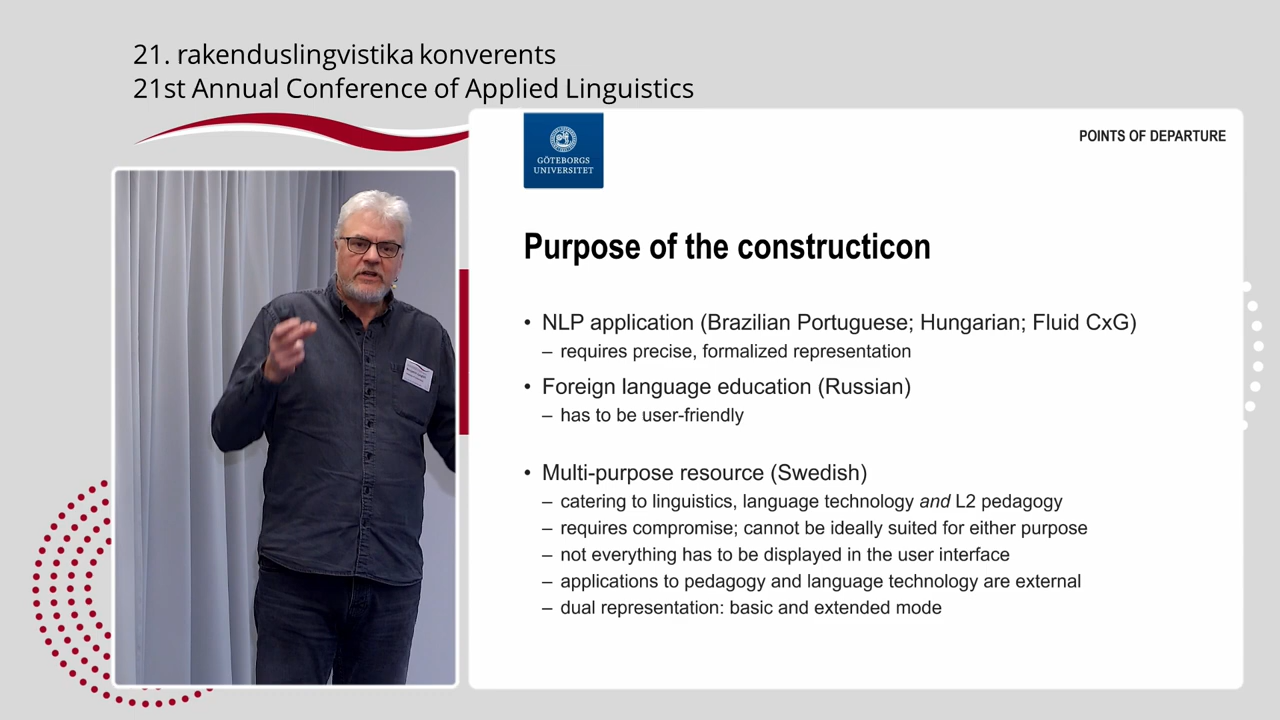 21. rakenduslingvistika konverents
21st Annual Conference of Applied Linguistics
GÖTEBORGS
UNIVERSITET
POINTS OF DEPARTURE
Purpose of the constructicon
• NLP application (Brazilian Portuguese; Hungarian; Fluid CxG)
– requires precise, formalized representation
• Foreign language education (Russian)
– has to be user-friendly
• Multi-purpose resource (Swedish)
– catering to linguistics, language technology and L2 pedagogy
– requires compromise; cannot be ideally suited for either purpose
– not everything has to be displayed in the user interface
– applications to pedagogy and language technology are external
– dual representation: basic and extended mode